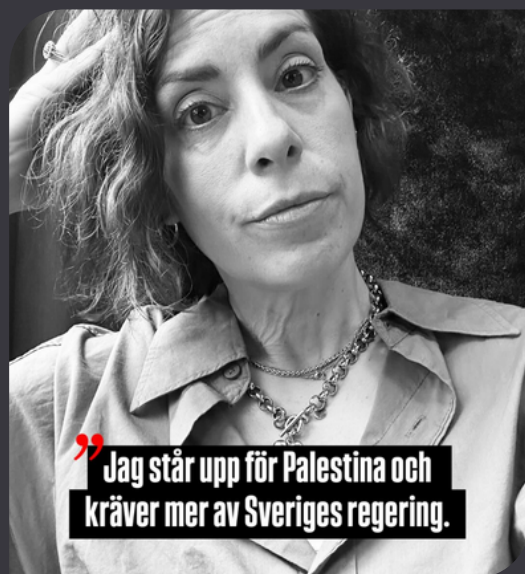 ”Jag står upp för Palestina och
kräver mer av Sveriges regering.